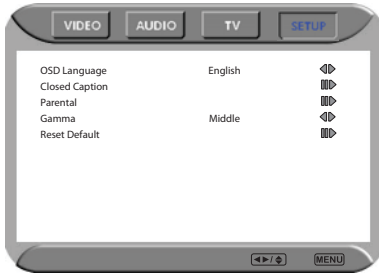 VIDEO AUDIO TV SETUP
OSD Language English
Closed Caption
Parental
Gamma Middle
Reset Default
MENU